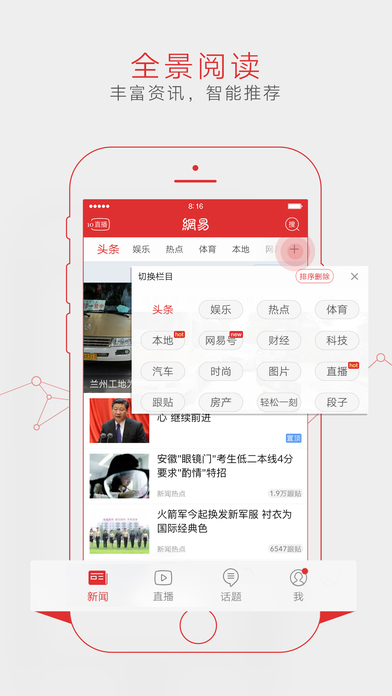 全景阅读
丰富资讯，智能推荐
8:16
10直播
網易
搜
头条 娱乐 热点 体育 本地 网易
切换栏目 排序删除
头条 娱乐 热点 体育
本地 hot 网易号 new 财经 科技
汽车 时尚 图片 直播 hot
跟贴 房产 轻松一刻 段子
兰州工地为
心 继续前进
置顶
安徽"眼镜门"考生低二本线4分
要求"酌情"特招
新闻热点 1.9万跟贴
火箭军今起换发新军服 衬衣为
国际经典色
新闻热点 6547跟贴
新闻 直播 话题 我